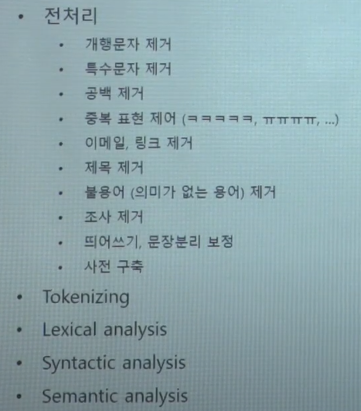 • 전처리
• 개행문자 제거
• 특수문자 제거
• 공백 제거
• 중복 표현 제어 (ㅋㅋㅋㅋㅋ, ㅠㅠㅠㅠ, ...)
• 이메일, 링크 제거
• 제목 제거
• 불용어 (의미가 없는 용어) 제거
• 조사 제거
• 띄어쓰기, 문장분리 보정
• 사전 구축
• Tokenizing
• Lexical analysis
• Syntactic analysis
• Semantic analysis